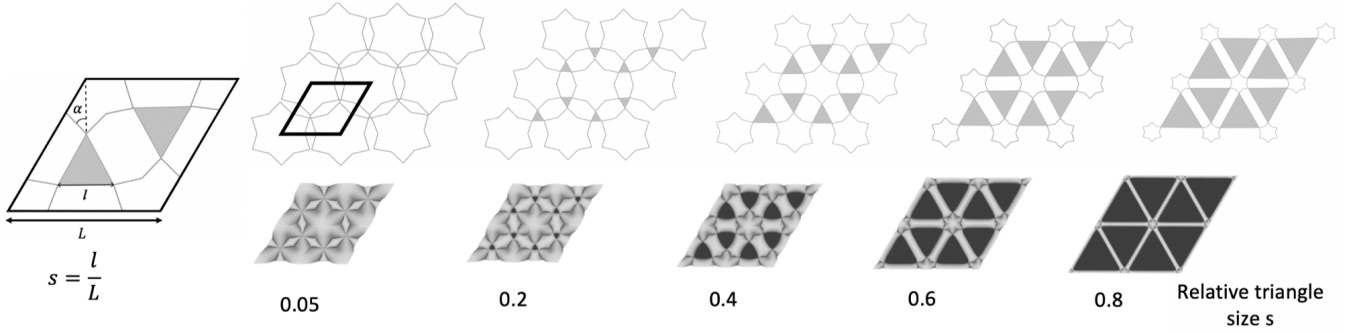 α
l
L
s = l/L
0.05
0.2
0.4
0.6
0.8
Relative triangle
size s